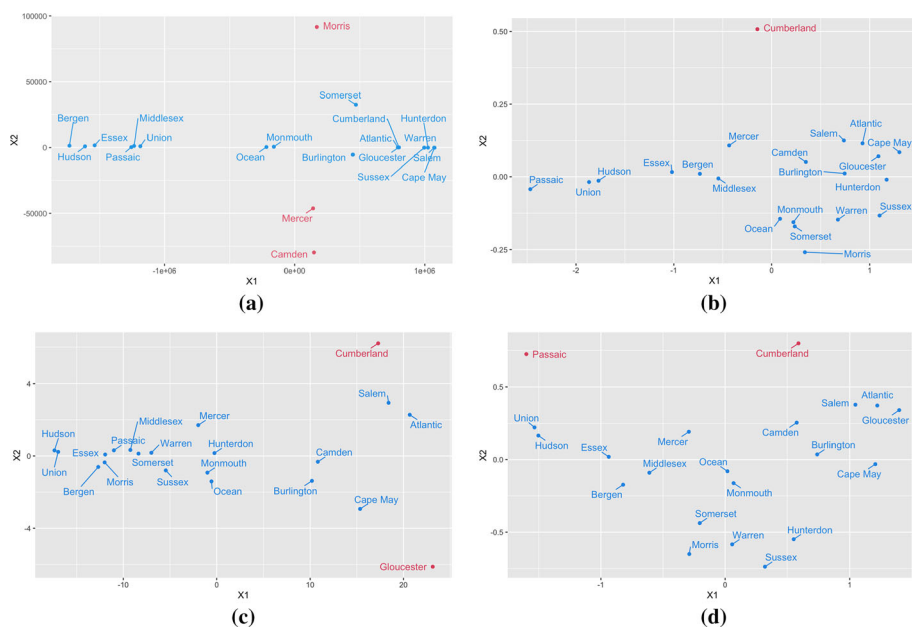 100000
50000
0
-50000
X2
Morris
Somerset
Bergen
Middlesex
Cumberland
Hunterdon
Essex
Union
Monmouth
Atlantic
Warren
Hudson
Passaic
Ocean
Burlington
Gloucester
Salem
Sussex
Cape May
Mercer
Camden
-1e+06
0e+00
1e+06
X1
(a)
0.50
0.25
0.00
-0.25
X2
Cumberland
Atlantic
Mercer
Salem
Cape May
Camden
Essex
Bergen
Gloucester
Hudson
Burlington
Passaic
Union
Middlesex
Hunterdon
Monmouth
Warren
Sussex
Ocean
Somerset
Morris
-2
-1
0
1
X1
(b)
4
0
-4
X2
Cumberland
Salem
Atlantic
Middlesex
Mercer
Hudson
Passaic
Warren
Hunterdon
Camden
Union
Essex
Somerset
Monmouth
Bergen
Morris
Sussex
Ocean
Burlington
Cape May
Gloucester
-10
0
10
20
X1
(c)
0.5
0.0
-0.5
X2
Passaic
Cumberland
Salem
Atlantic
Union
Mercer
Camden
Gloucester
Hudson
Essex
Ocean
Burlington
Middlesex
Cape May
Bergen
Monmouth
Somerset
Warren
Hunterdon
Morris
Sussex
-1
0
1
X1
(d)